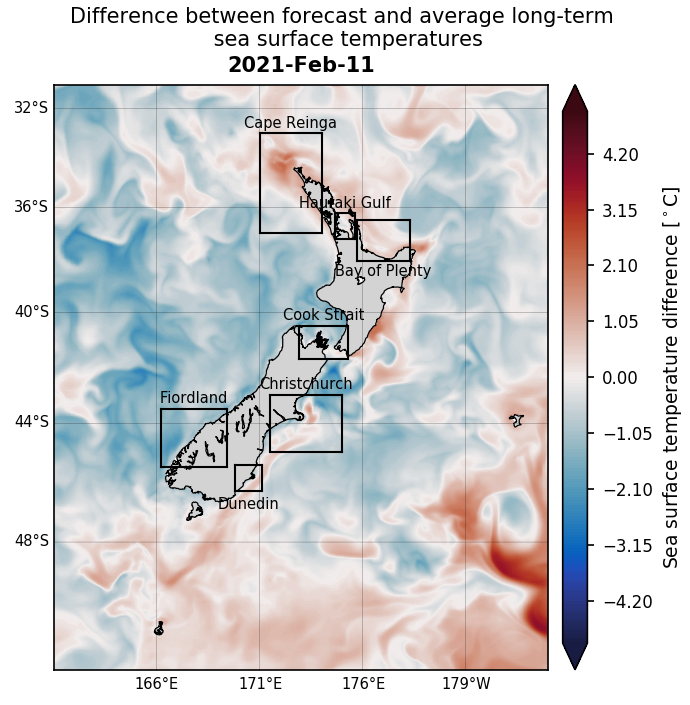 Difference between forecast and average long-term
sea surface temperatures
2021-Feb-11
32°S
36°S
40°S
44°S
48°S
Cape Reinga
Hauraki Gulf
Bay of Plenty
Cook Strait
Christchurch
Fiordland
Dunedin
166°E
171°E
176°E
179°W
4.20
3.15
2.10
1.05
0.00
−1.05
−2.10
−3.15
−4.20
Sea surface temperature difference [°C]